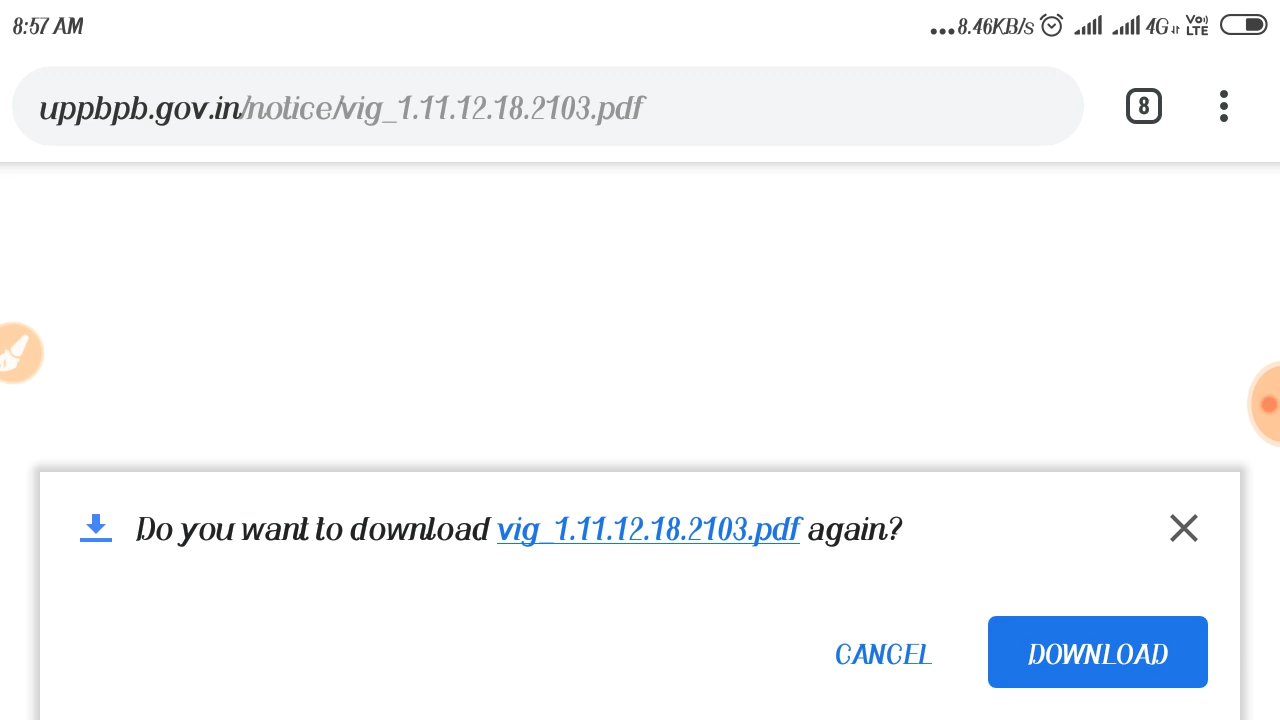 8:57 AM
...8.46KB/s 4G Vo) LTE
uppbpb.gov.in/notice/vig_1.11.12.18.2103.pdf
8
Do you want to download vig_1.11.12.18.2103.pdf again?
CANCEL DOWNLOAD